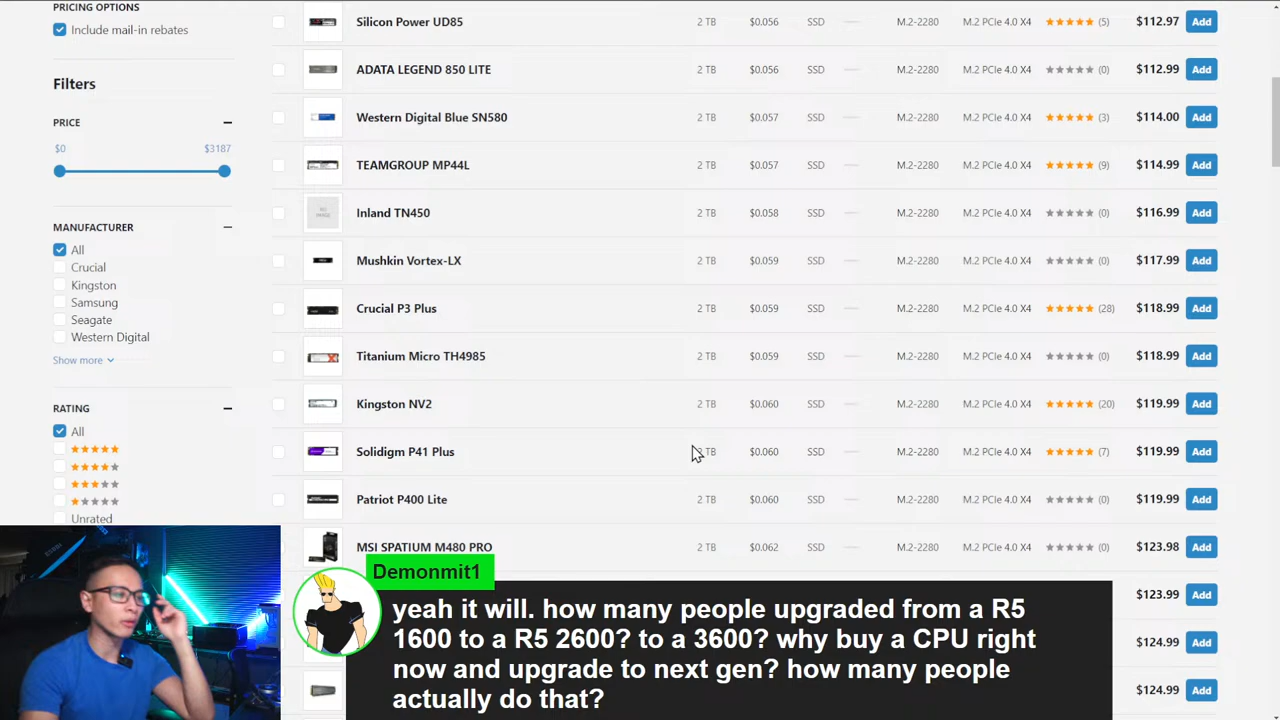 PRICING OPTIONS
Include mail-in rebates
Filters
PRICE
$0 $3187
MANUFACTURER
All
Crucial
Kingston
Samsung
Seagate
Western Digital
Show more
RATING
All
Unrated
Silicon Power UD85 2 TB $0.056 SSD M.2-2280 M.2 PCIe 4.0 X4 (5) $112.97 Add
ADATA LEGEND 850 LITE 2 TB $0.056 SSD M.2-2280 M.2 PCIe 4.0 X4 (0) $112.99 Add
Western Digital Blue SN580 2 TB $0.057 SSD M.2-2280 M.2 PCIe 4.0 X4 (3) $114.00 Add
TEAMGROUP MP44L 2 TB $0.057 SSD M.2-2280 M.2 PCIe 4.0 X4 (9) $114.99 Add
Inland TN450 2 TB $0.058 SSD M.2-2280 M.2 PCIe 4.0 X4 (0) $116.99 Add
Mushkin Vortex-LX 2 TB $0.059 SSD M.2-2280 M.2 PCIe 4.0 X4 (0) $117.99 Add
Crucial P3 Plus 2 TB $0.059 SSD M.2-2280 M.2 PCIe 4.0 X4 (28) $118.99 Add
Titanium Micro TH4985 2 TB $0.059 SSD M.2-2280 M.2 PCIe 4.0 X4 (0) $118.99 Add
Kingston NV2 2 TB $0.060 SSD M.2-2280 M.2 PCIe 4.0 X4 (20) $119.99 Add
Solidigm P41 Plus TB $0.060 SSD M.2-2280 M.2 PCIe 4.0 X4 (7) $119.99 Add
Patriot P400 Lite 2 TB $0.060 SSD M.2-2280 M.2 PCIe 4.0 X4 (0) $119.99 Add
MSI SPATIUM M480 PRO 2 TB $0.062 SSD M.2-2280 M.2 PCIe 4.0 X4 (0) $123.98 Add
$123.99 Add
$124.99 Add
$124.99 Add
Demonmit1
yeah it will. how many people upgraded from a R5
1600 to a R5 2600? to a 3600? why buy a CPU right
now and upgrade to next gen? how many people
actually do that?